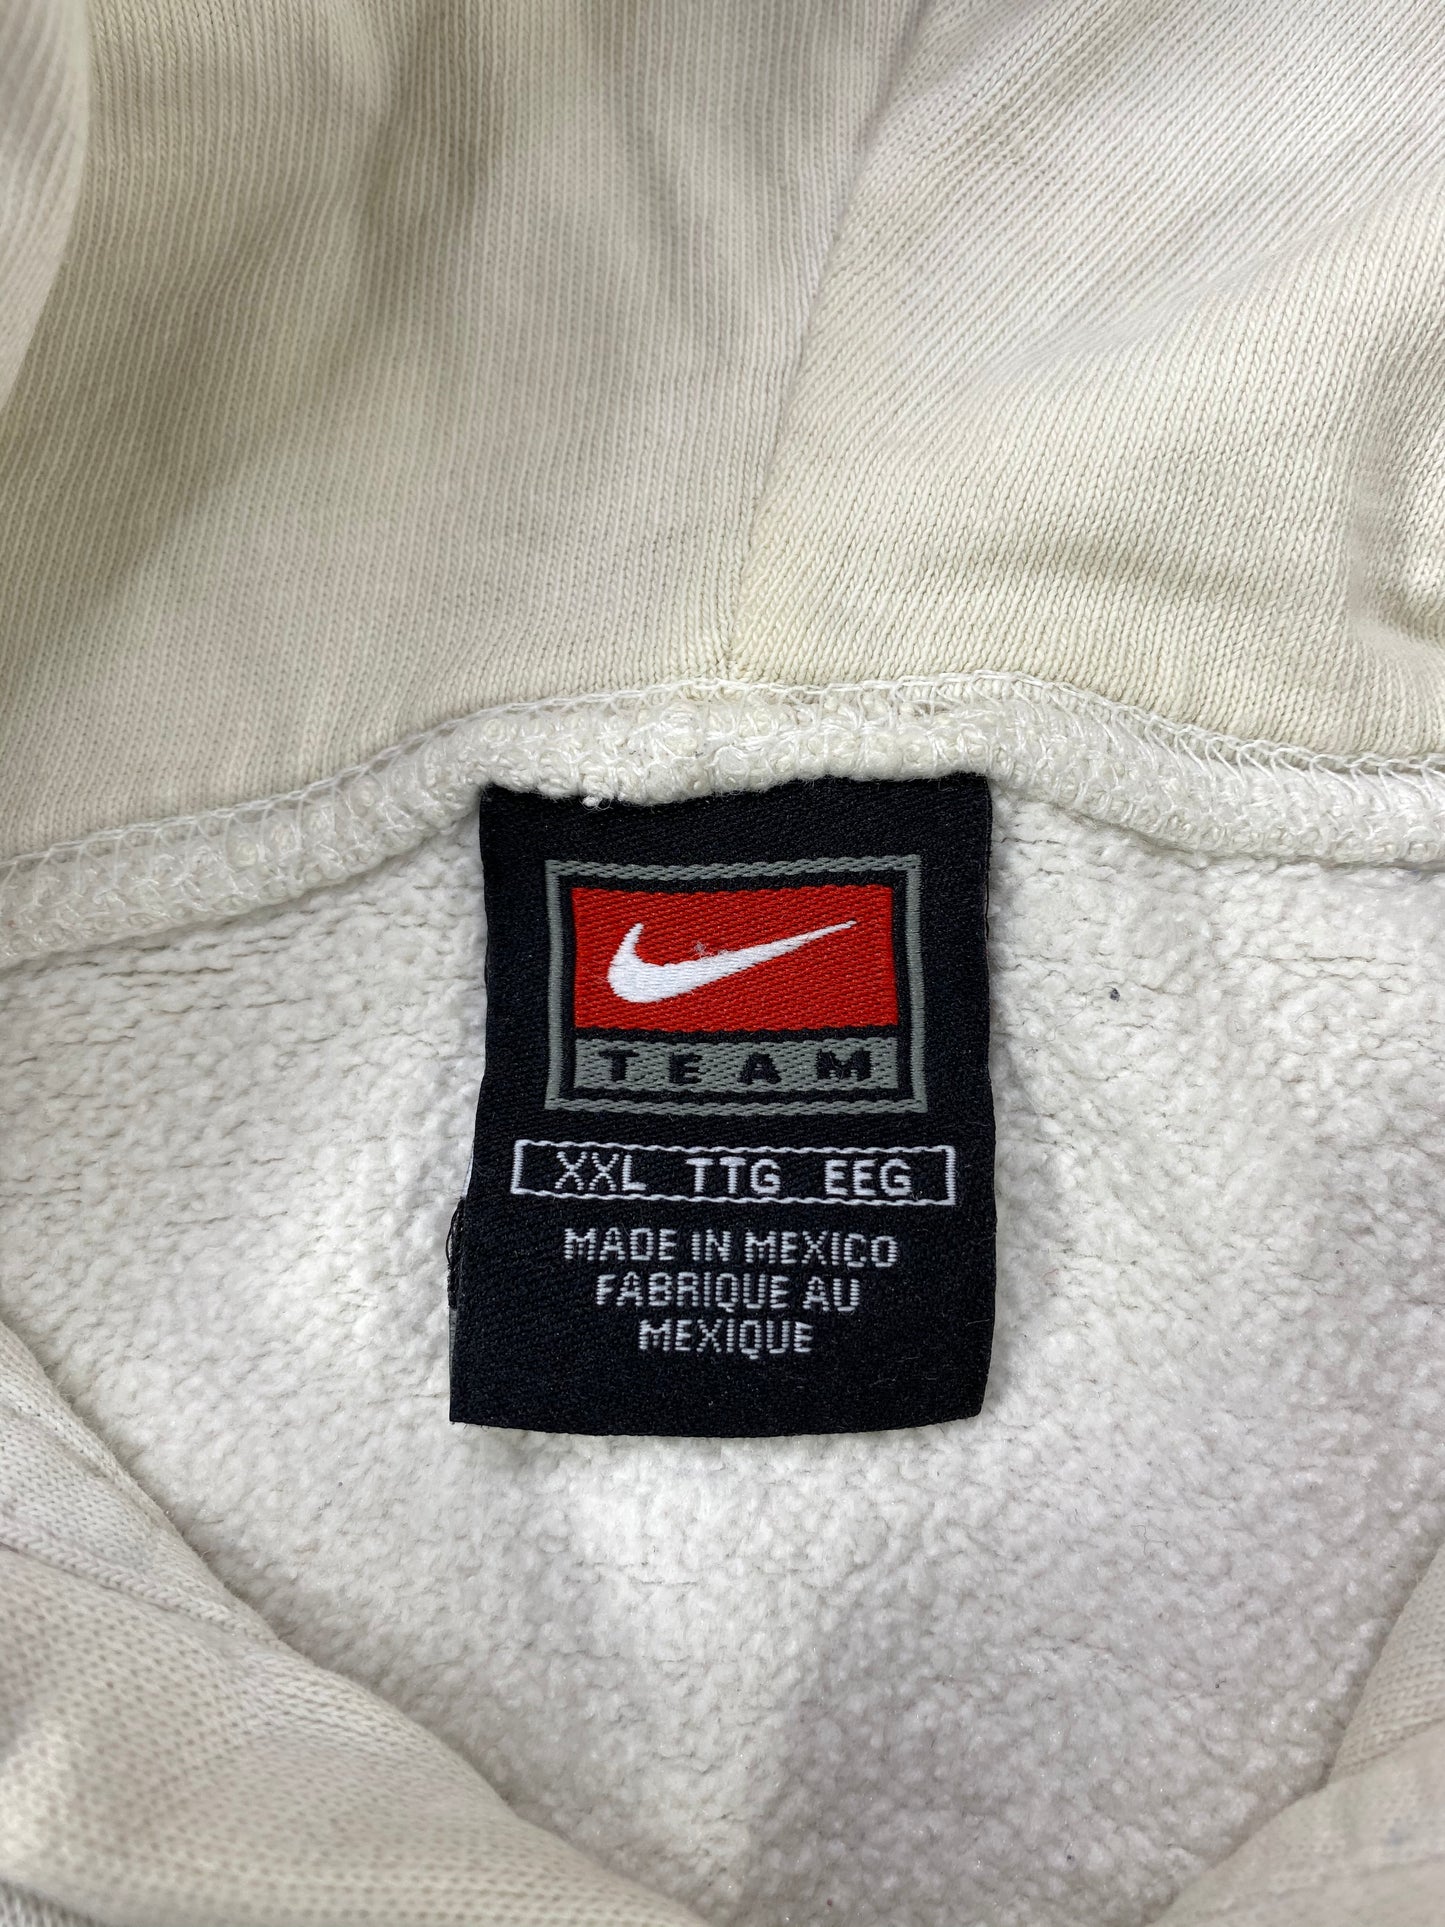 TEAM
XXL TTG EEG
MADE IN MEXICO
FABRIQUE AU
MEXIQUE